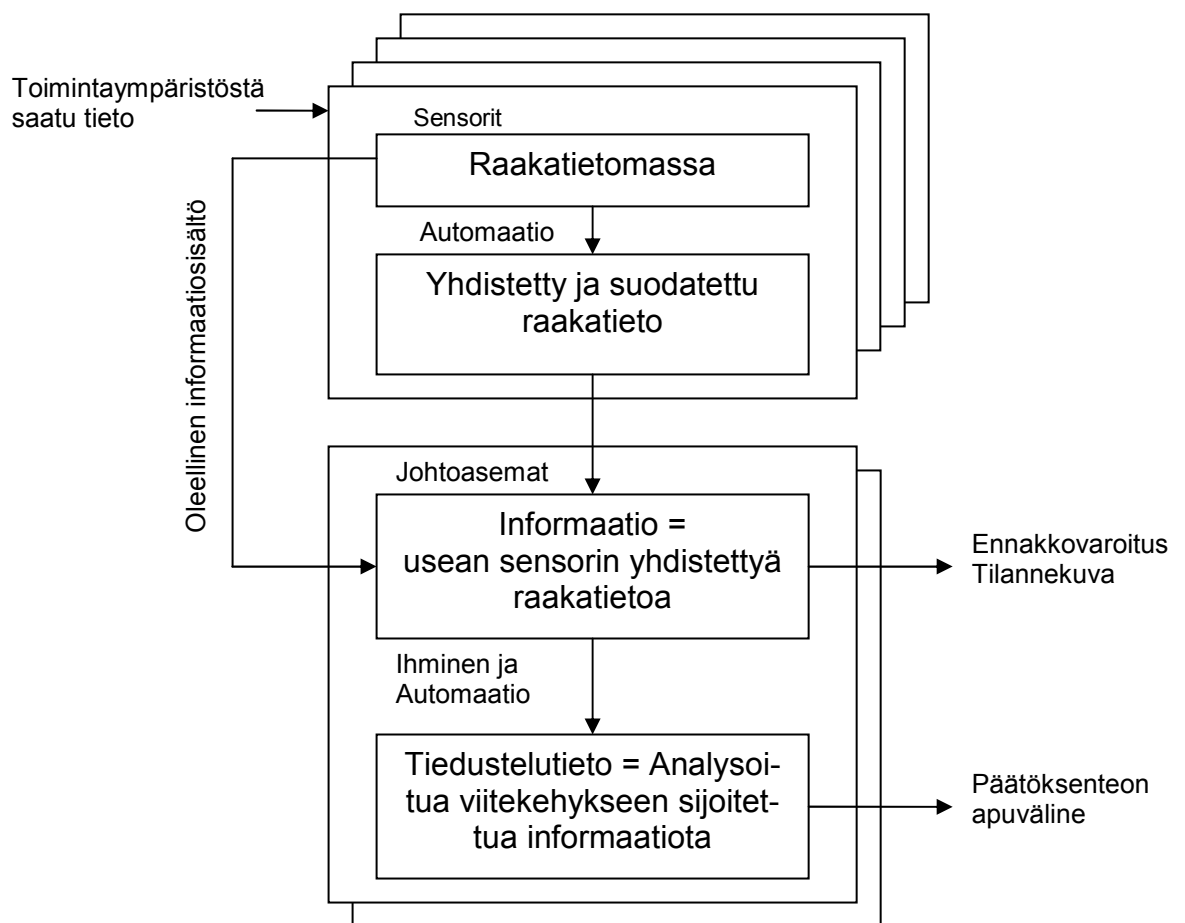 Toimintaympäristöstä
saatu tieto
Sensorit
Raakatietomassa
Automaatio
Yhdistetty ja suodatettu
raakatieto
Oleellinen informaatiosisältö
Johtoasemat
Informaatio =
usean sensorin yhdistettyä
raakatietoa
Ennakkovaroitus
Tilannekuva
Ihminen ja
Automaatio
Tiedustelutieto = Analysoi-
tua viitekehykseen sijoitet-
tua informaatiota
Päätöksenteon
apuväline